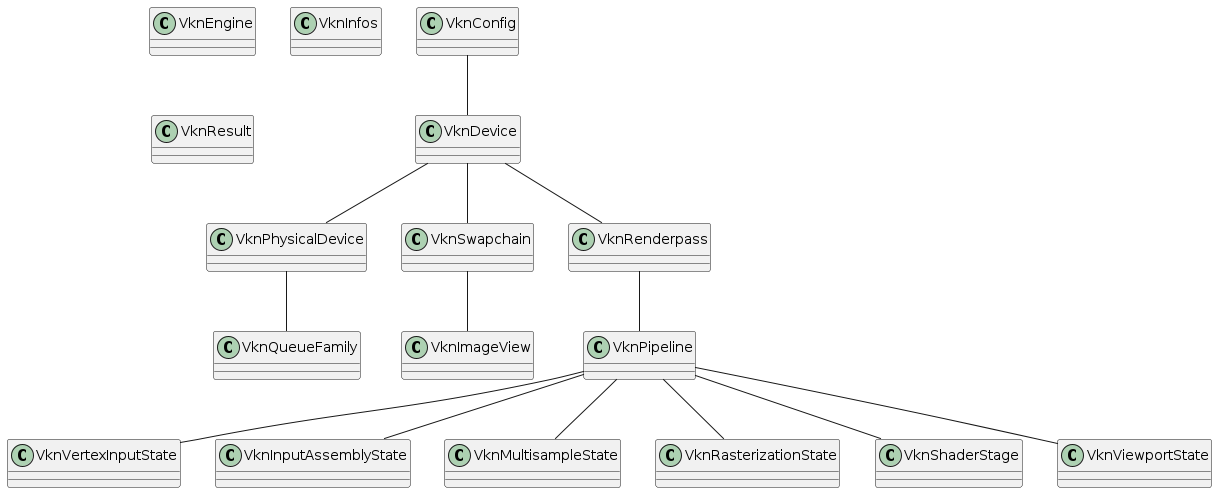 C VknEngine
C VknInfos
C VknConfig
C VknResult
C VknDevice
C VknPhysicalDevice
C VknSwapchain
C VknRenderpass
C VknQueueFamily
C VknImageView
C VknPipeline
C VknVertexInputState
C VknInputAssemblyState
C VknMultisampleState
C VknRasterizationState
C VknShaderStage
C VknViewportState